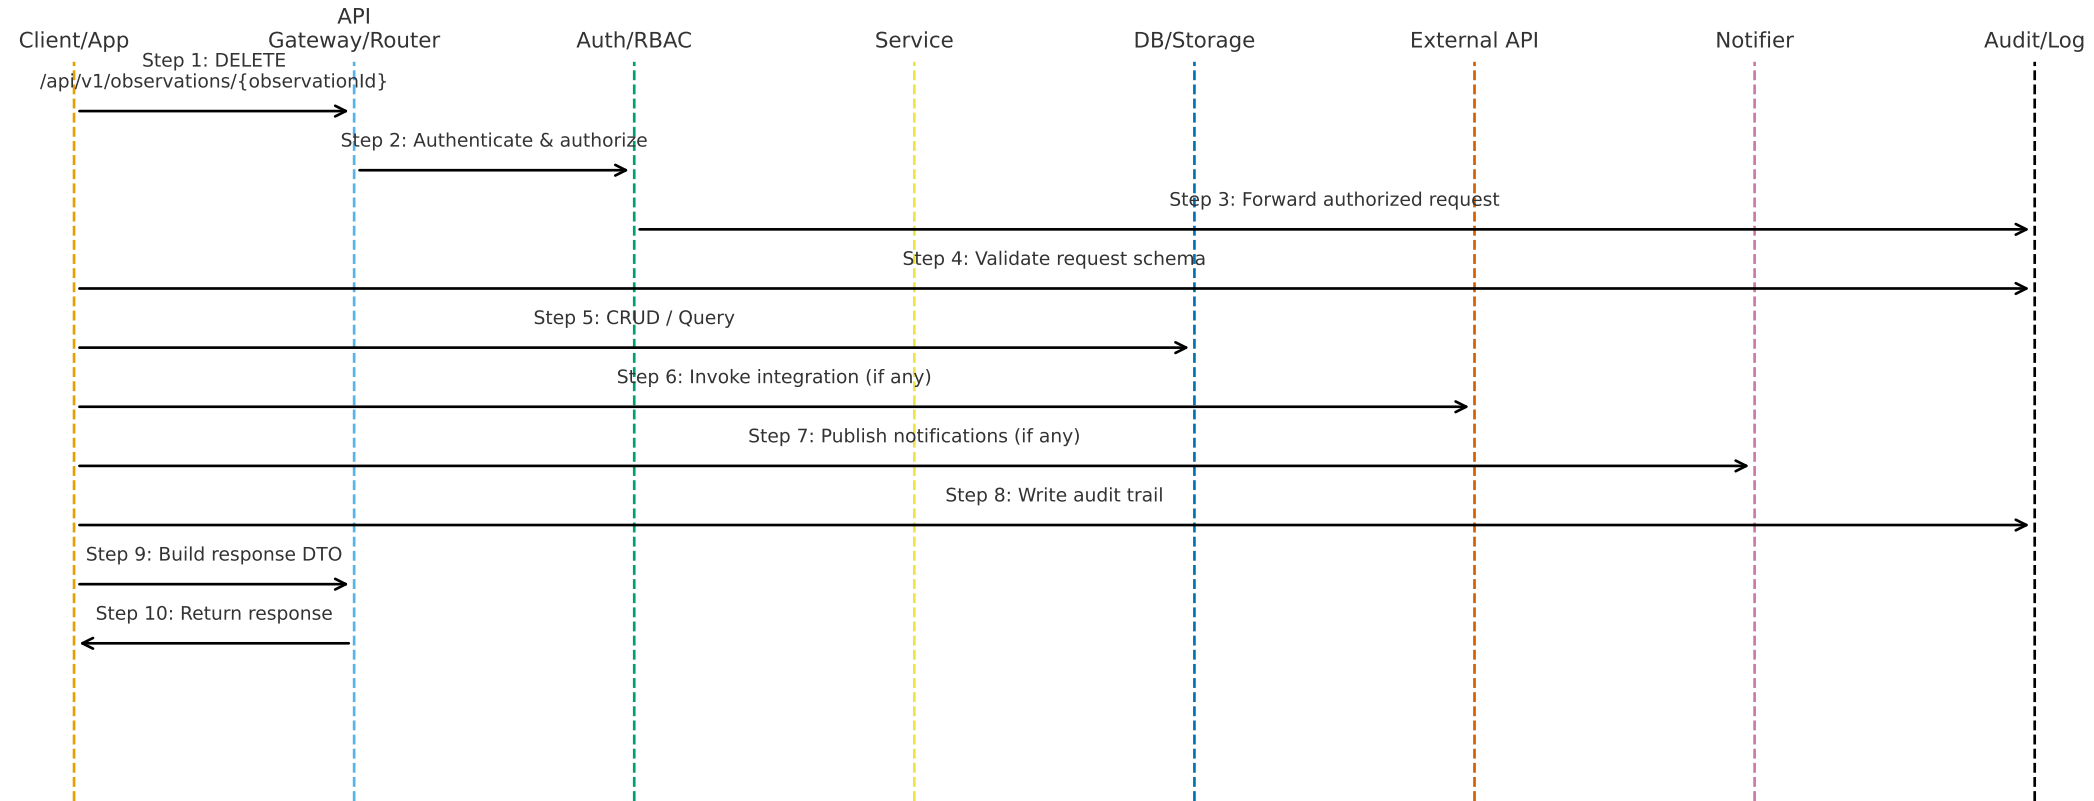 API
Client/App Gateway/Router Auth/RBAC Service DB/Storage External API Notifier Audit/Log
Step 1: DELETE
/api/v1/observations/{observationId}
Step 2: Authenticate & authorize
Step 3: Forward authorized request
Step 4: Validate request schema
Step 5: CRUD / Query
Step 6: Invoke integration (if any)
Step 7: Publish notifications (if any)
Step 8: Write audit trail
Step 9: Build response DTO
Step 10: Return response